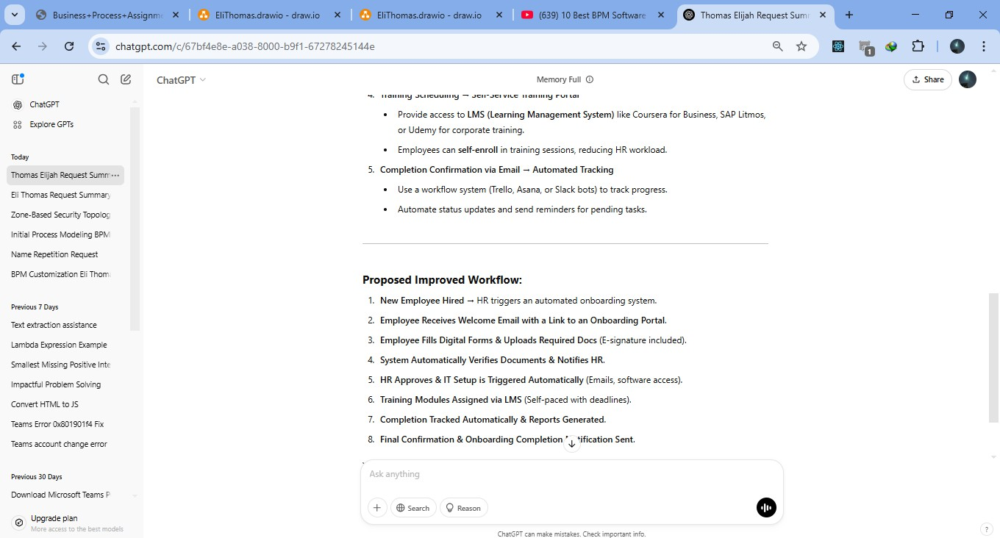 Business+Process+Assignme
EliThomas.drawio - draw.io
EliThomas.drawio - draw.io
(639) 10 Best BPM Software
Thomas Elijah Request Summ
chatgpt.com/c/67bf4e8e-a038-8000-b9f1-67278245144e
1
ChatGPT
Memory Full
Share
ChatGPT
Explore GPTs
Today
Thomas Elijah Request Summ
Eli Thomas Request Summary
Zone-Based Security Topolog
Initial Process Modeling BPM
Name Repetition Request
BPM Customization Eli Thoma
Previous 7 Days
Text extraction assistance
Lambda Expression Example
Smallest Missing Positive Inte
Impactful Problem Solving
Convert HTML to JS
Teams Error 0x801901f4 Fix
Teams account change error
Previous 30 Days
Download Microsoft Teams P
Upgrade plan
More access to the best models
4. Training Scheduling → Self-Service Training Portal
• Provide access to LMS (Learning Management System) like Coursera for Business, SAP Litmos,
or Udemy for corporate training.
• Employees can self-enroll in training sessions, reducing HR workload.
5. Completion Confirmation via Email → Automated Tracking
• Use a workflow system (Trello, Asana, or Slack bots) to track progress.
• Automate status updates and send reminders for pending tasks.
Proposed Improved Workflow:
1. New Employee Hired → HR triggers an automated onboarding system.
2. Employee Receives Welcome Email with a Link to an Onboarding Portal.
3. Employee Fills Digital Forms & Uploads Required Docs (E-signature included).
4. System Automatically Verifies Documents & Notifies HR.
5. HR Approves & IT Setup is Triggered Automatically (Emails, software access).
6. Training Modules Assigned via LMS (Self-paced with deadlines).
7. Completion Tracked Automatically & Reports Generated.
8. Final Confirmation & Onboarding Completion Notification Sent.
Ask anything
Search
Reason
ChatGPT can make mistakes. Check important info.
?